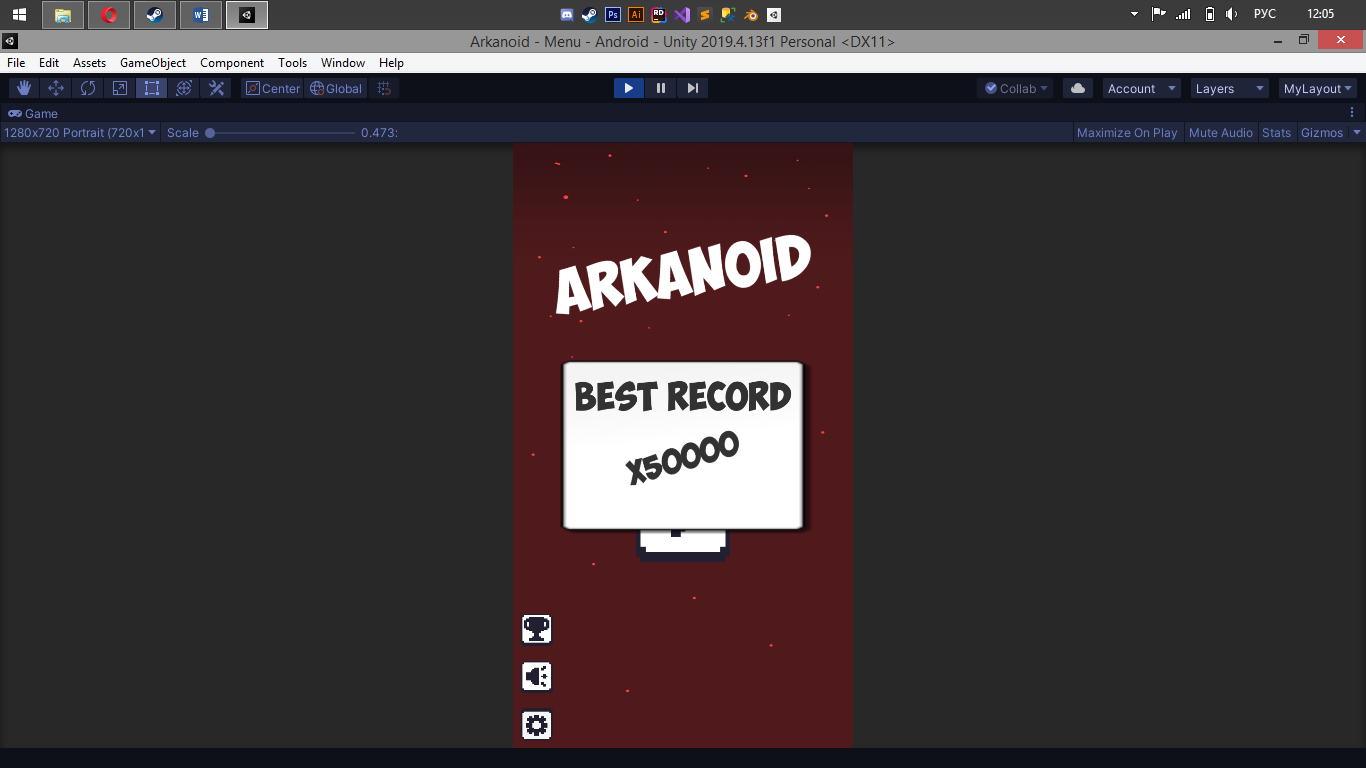 РУС
12:05
Arkanoid - Menu - Android - Unity 2019.4.13f1 Personal <DX11>
File Edit Assets GameObject Component Tools Window Help
Center Global Collab Account Layers MyLayout
Game
1280x720 Portrait (720x1 Scale 0.473: Maximize On Play Mute Audio Stats Gizmos
ARKANOID
BEST RECORD
X50000